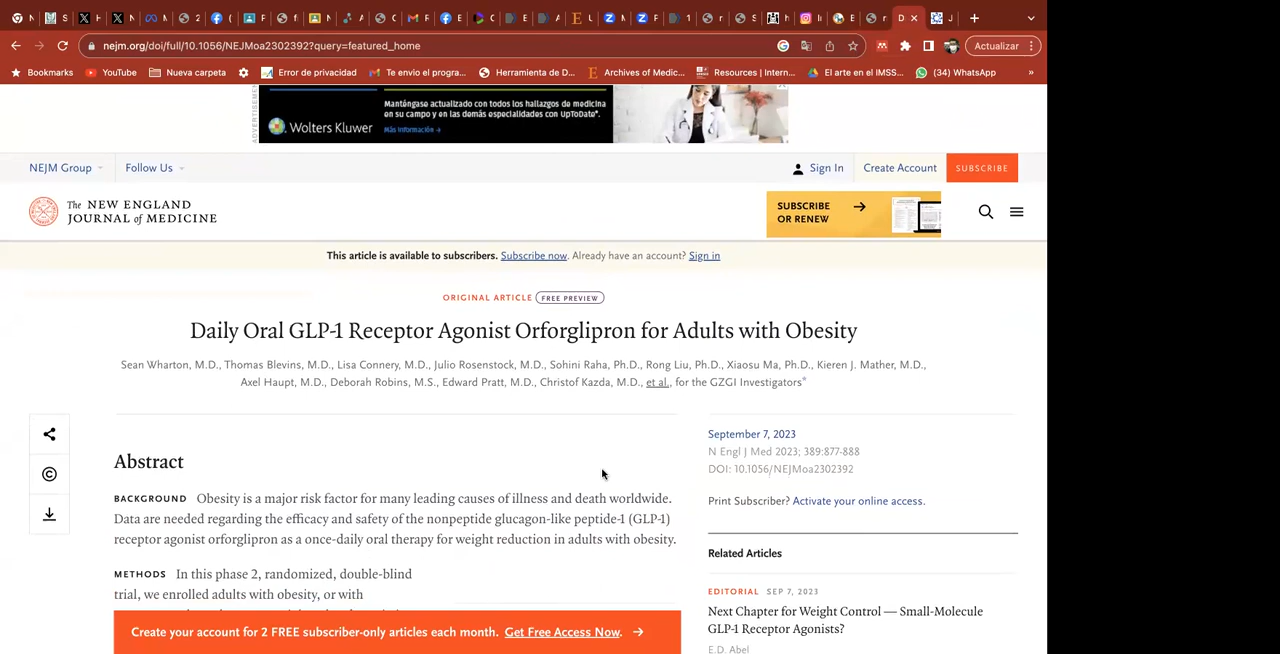 nejm.org/doi/full/10.1056/NEJMoa2302392?query=featured_home
Actualizar
Bookmarks YouTube Nueva carpeta Error de privacidad Te envio el progra... Herramienta de D... Archives of Medic... Resources | Intern... El arte en el IMSS... (34) WhatsApp »
ADVERTISEMENT
Manténgase actualizado con todos los hallazgos de medicina
en su campo y en las demás especialidades con UpToDate®.
Wolters Kluwer Más información →
NEJM Group Follow Us Sign In Create Account SUBSCRIBE
The NEW ENGLAND
JOURNAL of MEDICINE
SUBSCRIBE
OR RENEW
This article is available to subscribers. Subscribe now. Already have an account? Sign in
ORIGINAL ARTICLE FREE PREVIEW
Daily Oral GLP-1 Receptor Agonist Orforglipron for Adults with Obesity
Sean Wharton, M.D., Thomas Blevins, M.D., Lisa Connery, M.D., Julio Rosenstock, M.D., Sohini Raha, Ph.D., Rong Liu, Ph.D., Xiaosu Ma, Ph.D., Kieren J. Mather, M.D.,
Axel Haupt, M.D., Deborah Robins, M.S., Edward Pratt, M.D., Christof Kazda, M.D., et al., for the GZGI Investigators*
Abstract
BACKGROUND Obesity is a major risk factor for many leading causes of illness and death worldwide.
Data are needed regarding the efficacy and safety of the nonpeptide glucagon-like peptide-1 (GLP-1)
receptor agonist orforglipron as a once-daily oral therapy for weight reduction in adults with obesity.
METHODS In this phase 2, randomized, double-blind
trial, we enrolled adults with obesity, or with
Create your account for 2 FREE subscriber-only articles each month. Get Free Access Now. →
September 7, 2023
N Engl J Med 2023; 389:877-888
DOI: 10.1056/NEJMoa2302392
Print Subscriber? Activate your online access.
Related Articles
EDITORIAL SEP 7, 2023
Next Chapter for Weight Control — Small-Molecule
GLP-1 Receptor Agonists?
E.D. Abel